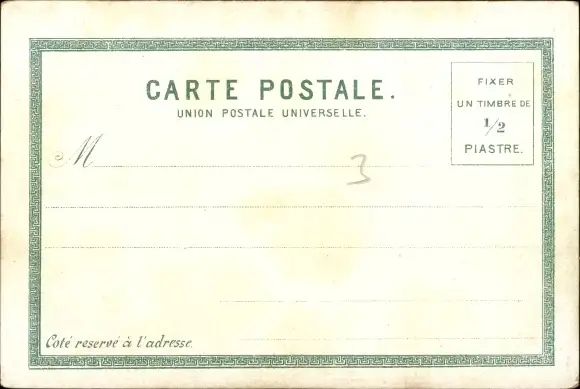 CARTE POSTALE.
UNION POSTALE UNIVERSELLE.
FIXER
UN TIMBRE DE
1/2
PIASTRE.
M
3
Coté reservé à l'adresse.